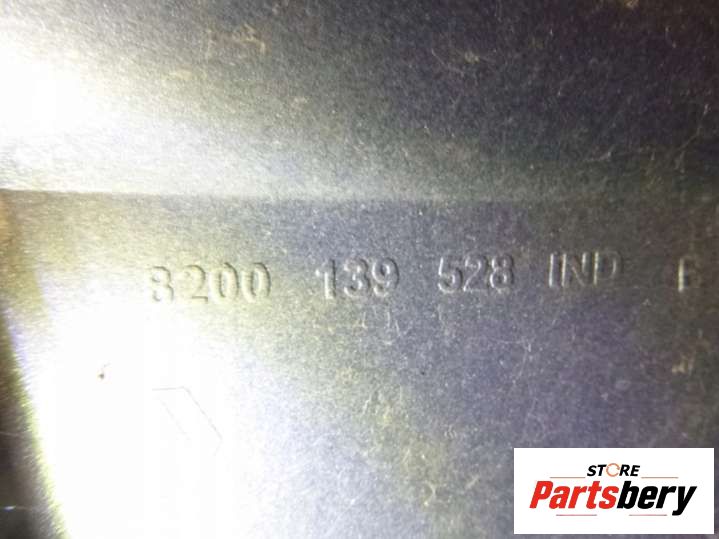 8200 139 528 IND B
STORE
Partsbery